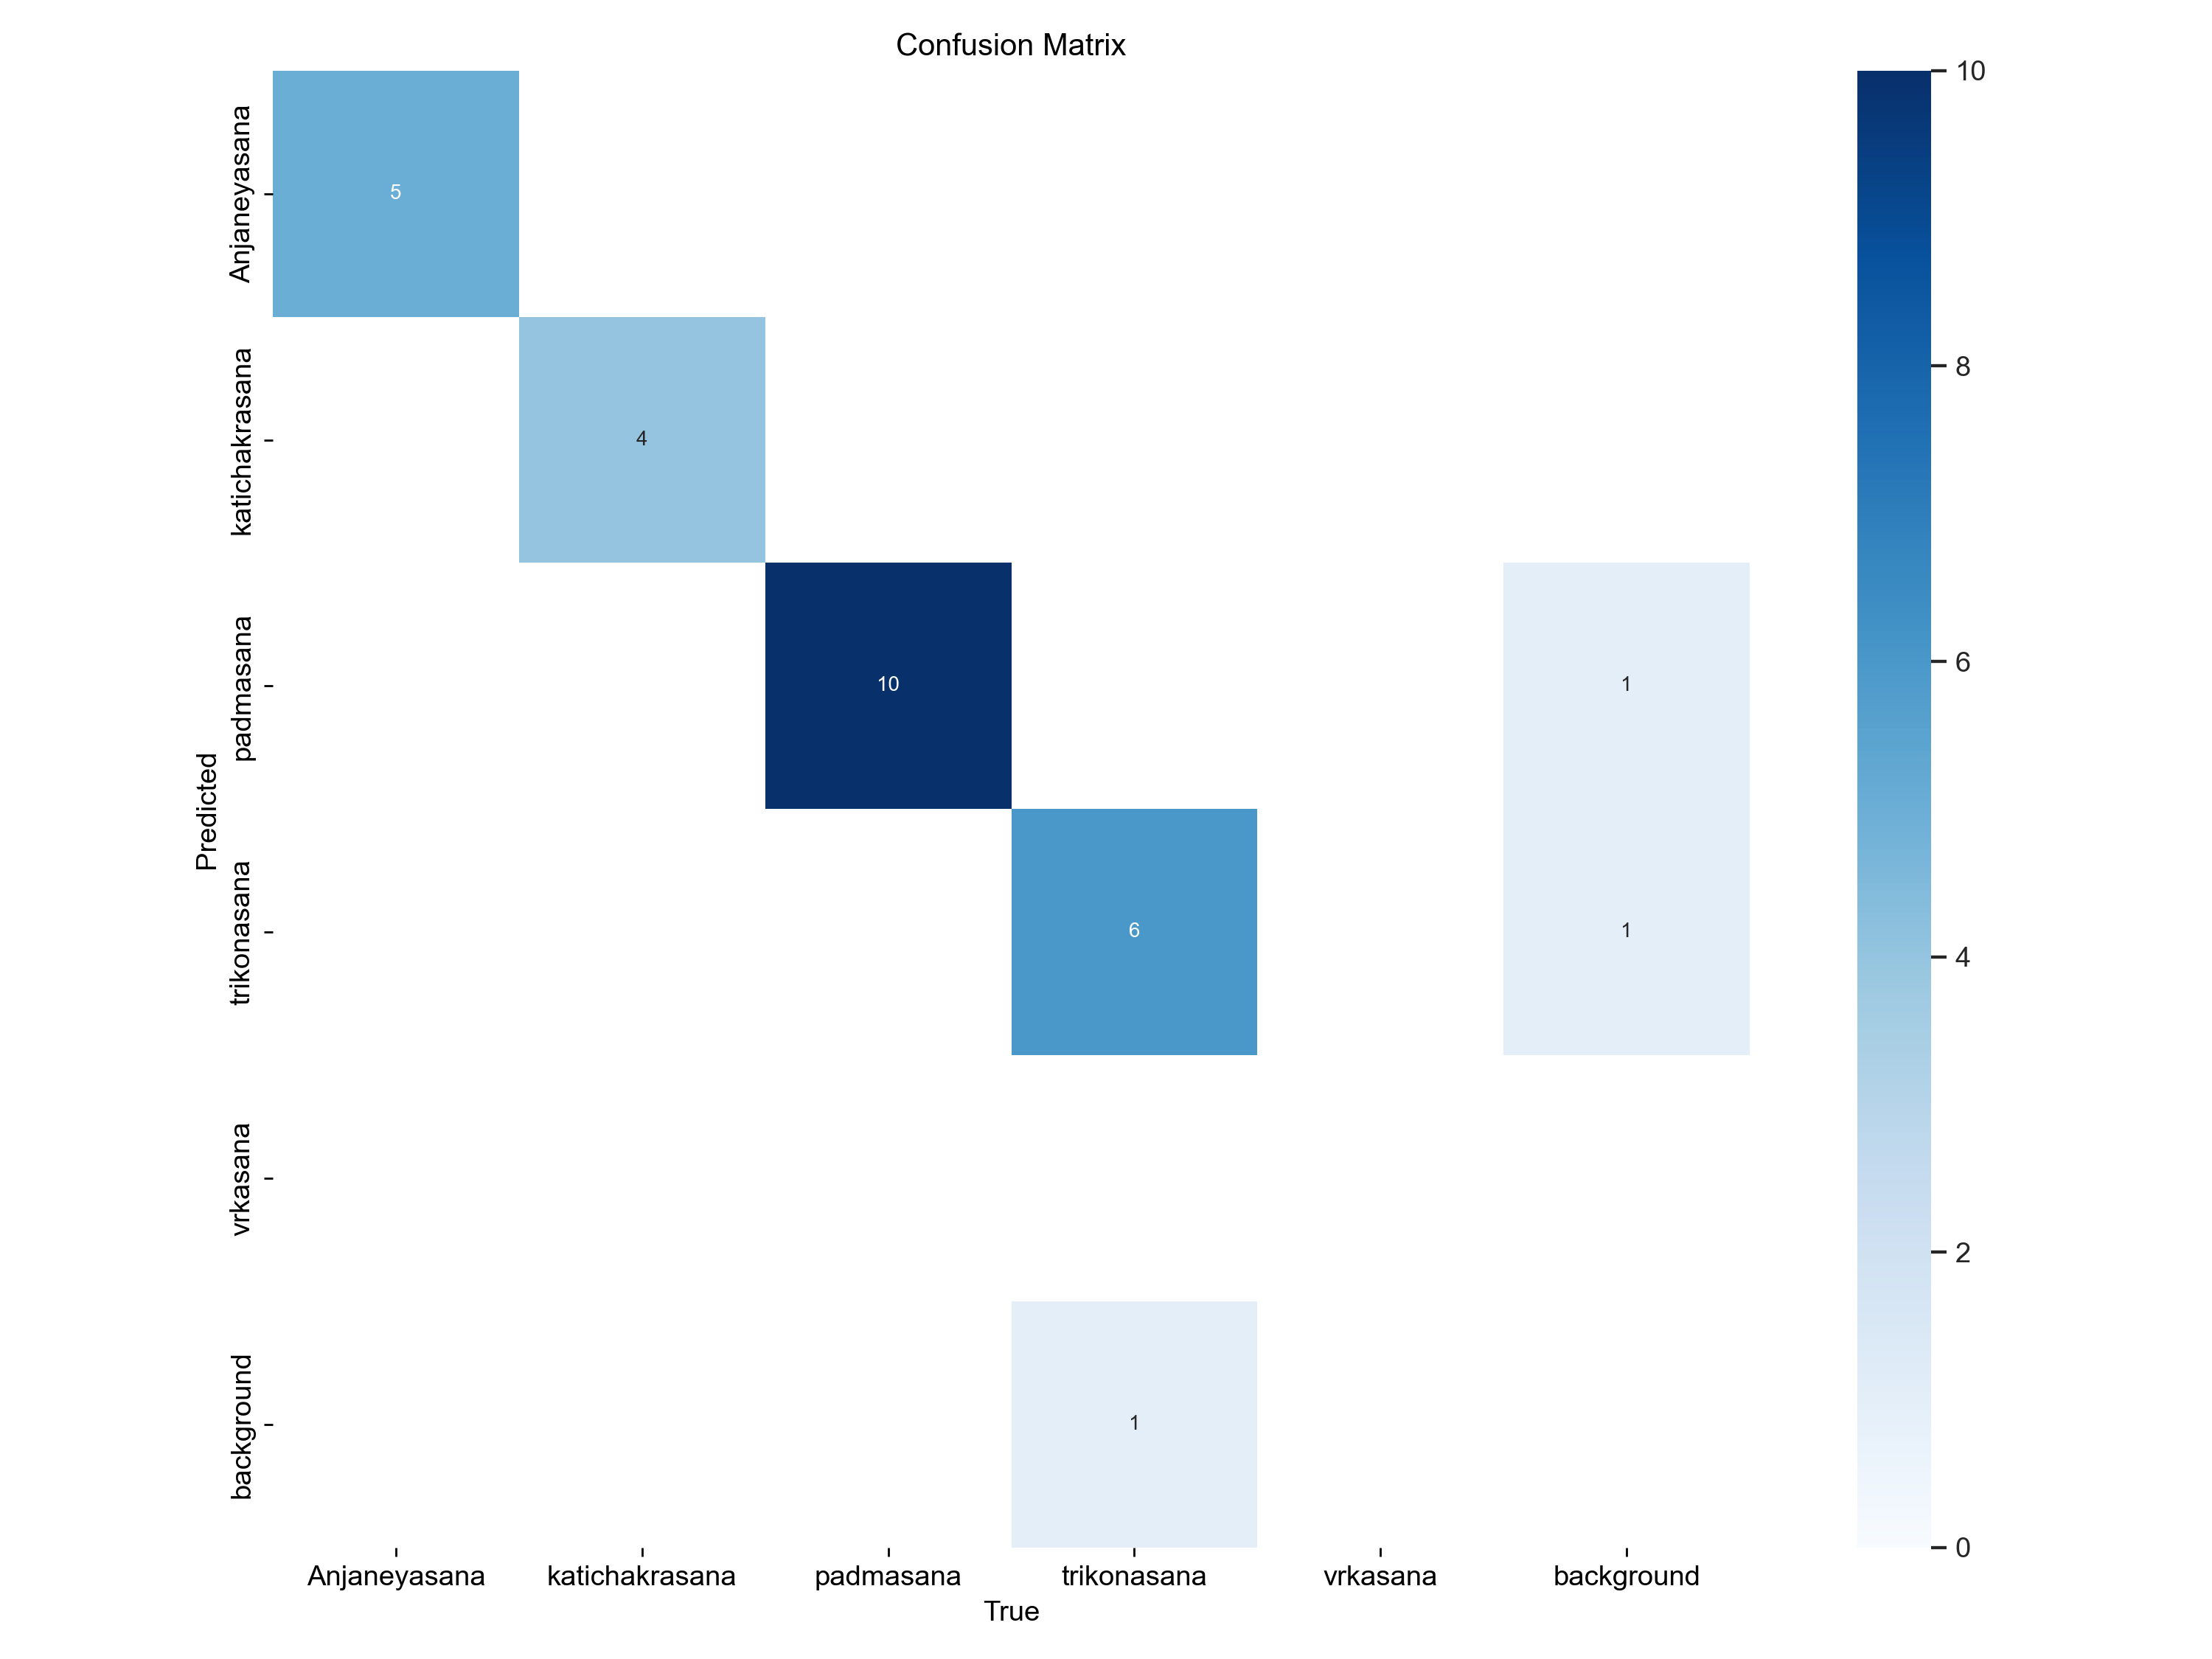 Confusion Matrix
Anjaneyasana
katichakrasana
padmasana
trikonasana
vrkasana
background
Predicted
5
4
10
1
6
1
1
Anjaneyasana katichakrasana padmasana trikonasana vrkasana background
True
10
8
6
4
2
0